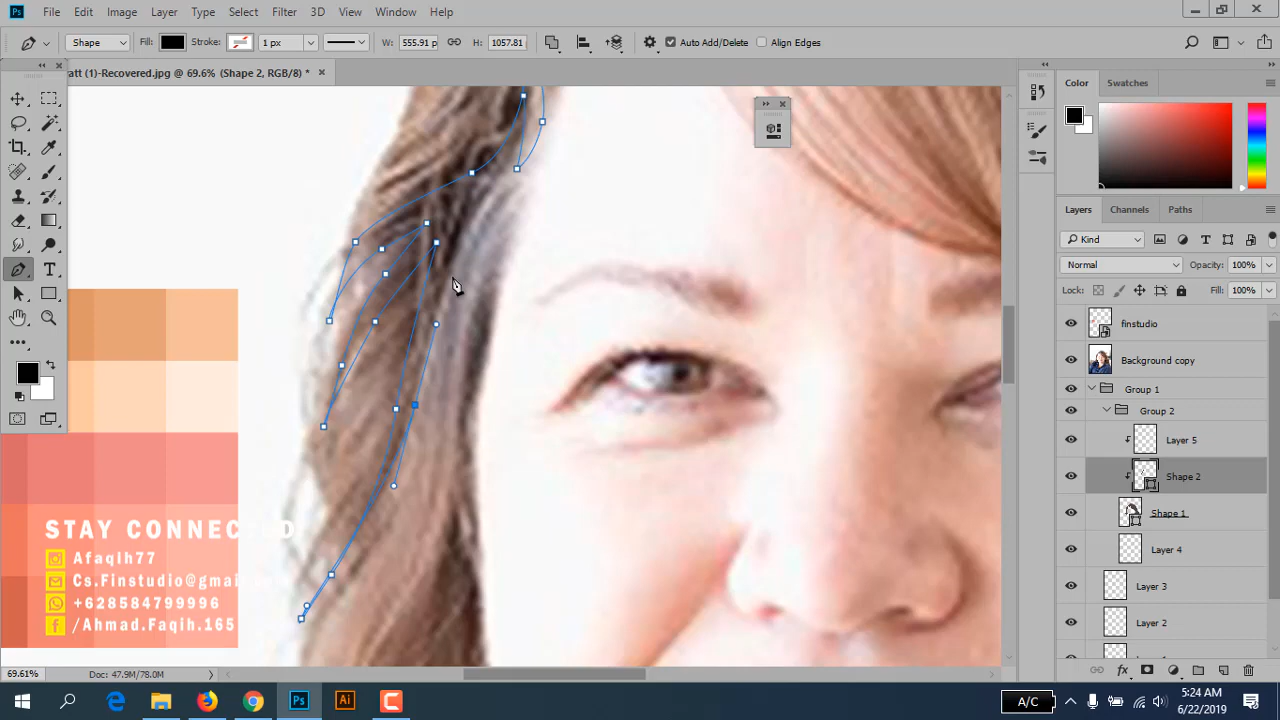 Ps File Edit Image Layer Type Select Filter 3D View Window Help
Shape Fill: Stroke: 1 px W: 555.91 p H: 1057.81 Auto Add/Delete Align Edges
att (1)-Recovered.jpg @ 69.6% (Shape 2, RGB/8) *
Color Swatches
Layers Channels Paths
Kind
Normal Opacity: 100%
Lock: Fill: 100%
finstudio
Background copy
Group 1
Group 2
Layer 5
Shape 2
Shape 1
Layer 4
Layer 3
Layer 2
STAY CONNECTED
Afaqih77
Cs.Finstudio@gmail
+628584799996
/Ahmad.Faqih.165
69.61% Doc: 47.9M/78.0M
Ps Ai A/C 5:24 AM
6/22/2019